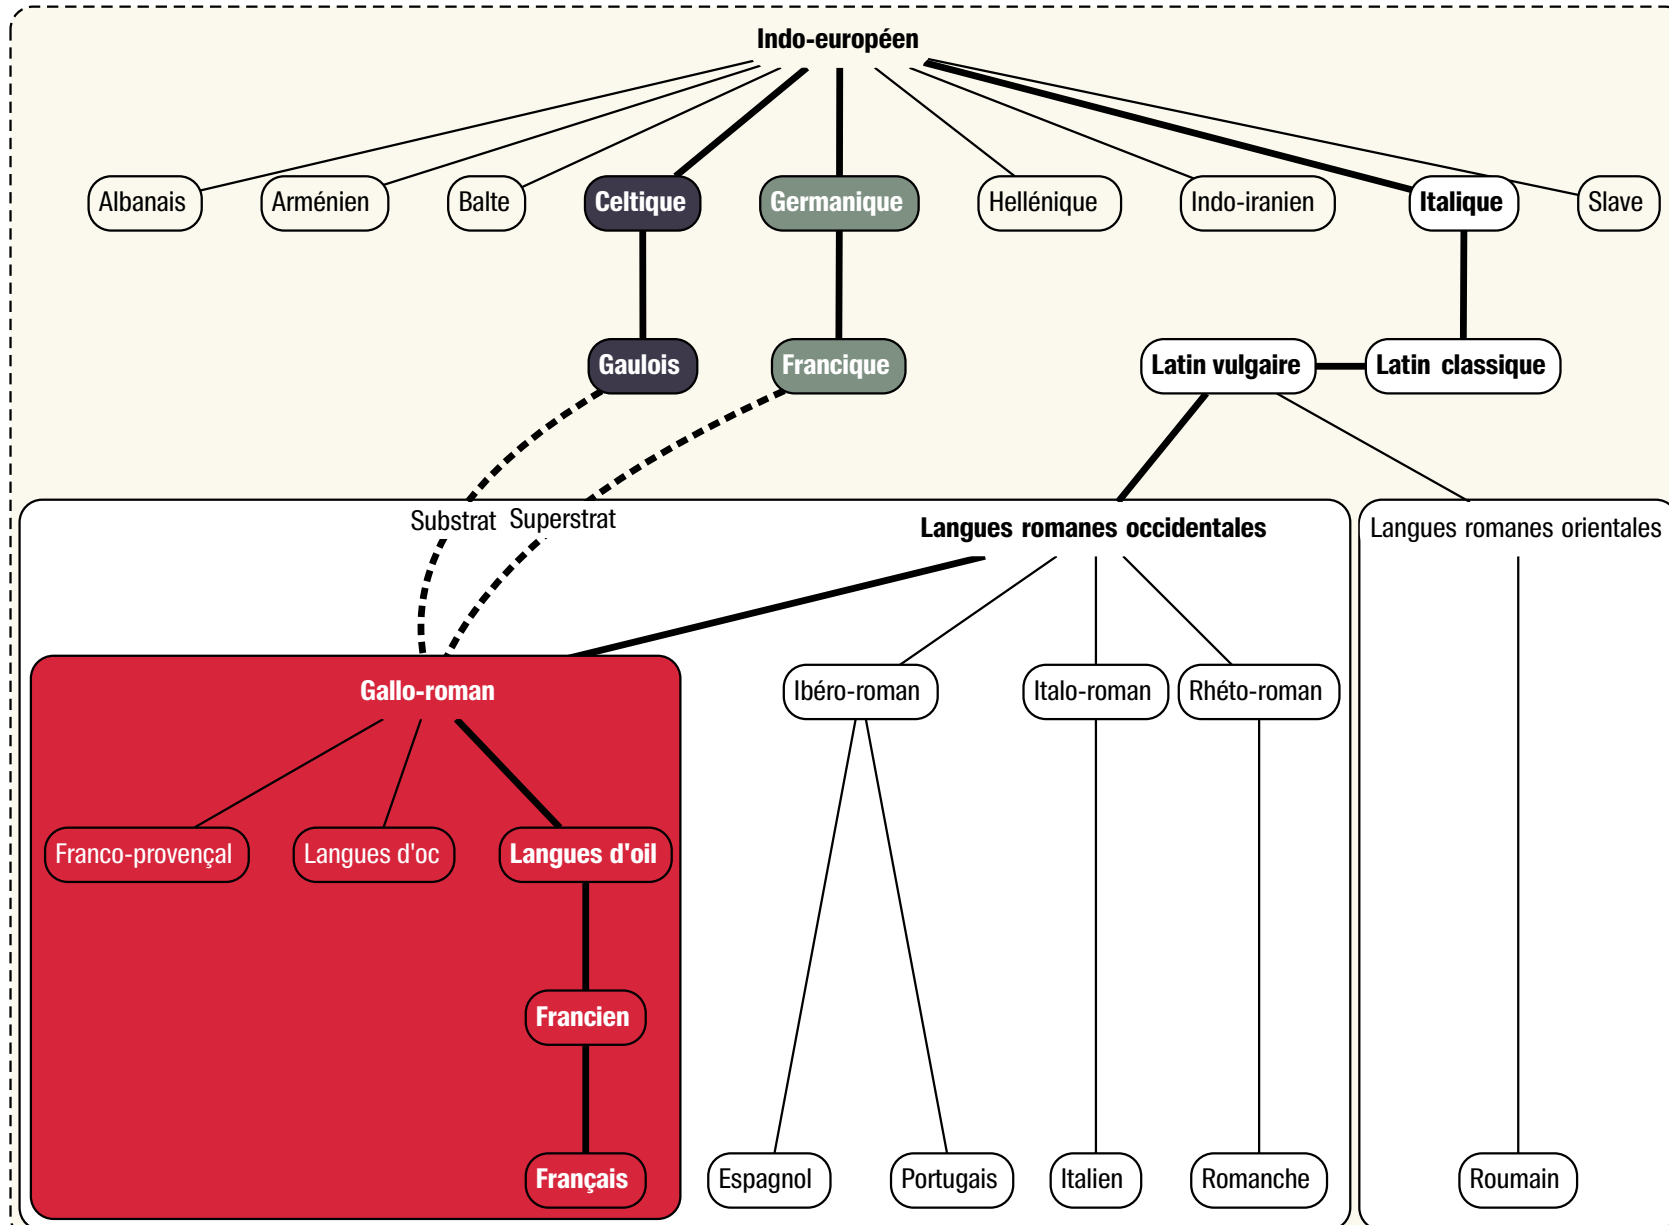 Indo-européen
Albanais
Arménien
Balte
Celtique
Germanique
Hellénique
Indo-iranien
Italique
Slave
Gaulois
Francique
Latin vulgaire
Latin classique
Substrat
Superstrat
Langues romanes occidentales
Langues romanes orientales
Gallo-roman
Ibéro-roman
Italo-roman
Rhéto-roman
Franco-provençal
Langues d'oc
Langues d'oil
Francien
Français
Espagnol
Portugais
Italien
Romanche
Roumain